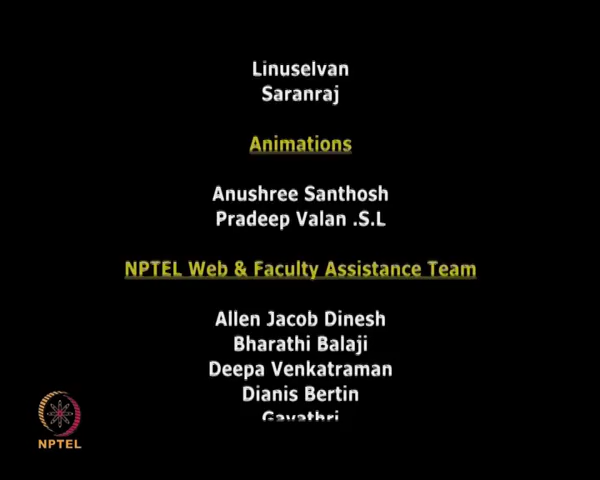 Linuselvan
Saranraj
Animations
Anushree Santhosh
Pradeep Valan .S.L
NPTEL Web & Faculty Assistance Team
Allen Jacob Dinesh
Bharathi Balaji
Deepa Venkatraman
Dianis Bertin
Gayathri
NPTEL